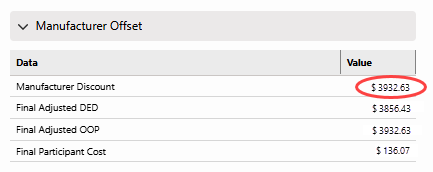 Manufacturer Offset
Data Value
Manufacturer Discount $ 3932.63
Final Adjusted DED $ 3856.43
Final Adjusted OOP $ 3932.63
Final Participant Cost $ 136.07